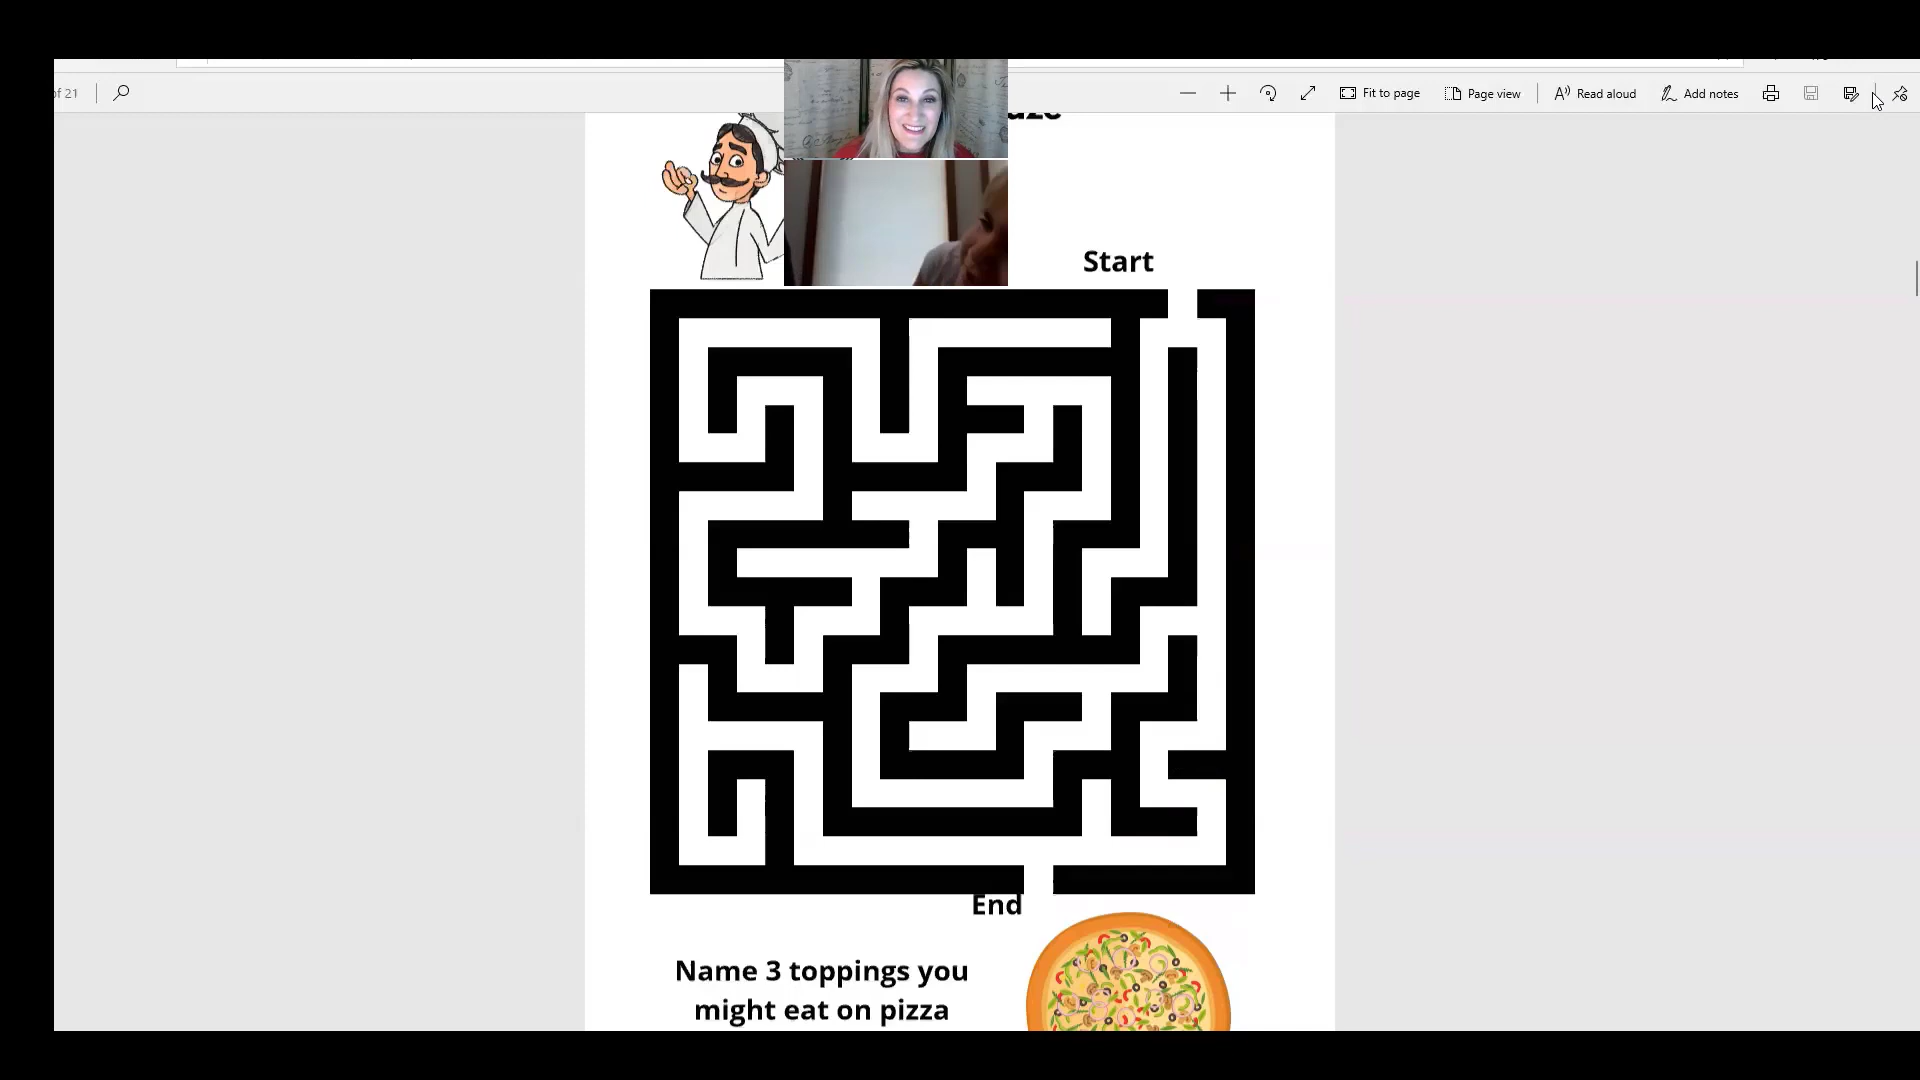 of 21
Fit to page
Page view
Read aloud
Add notes
Start
End
Name 3 toppings you
might eat on pizza